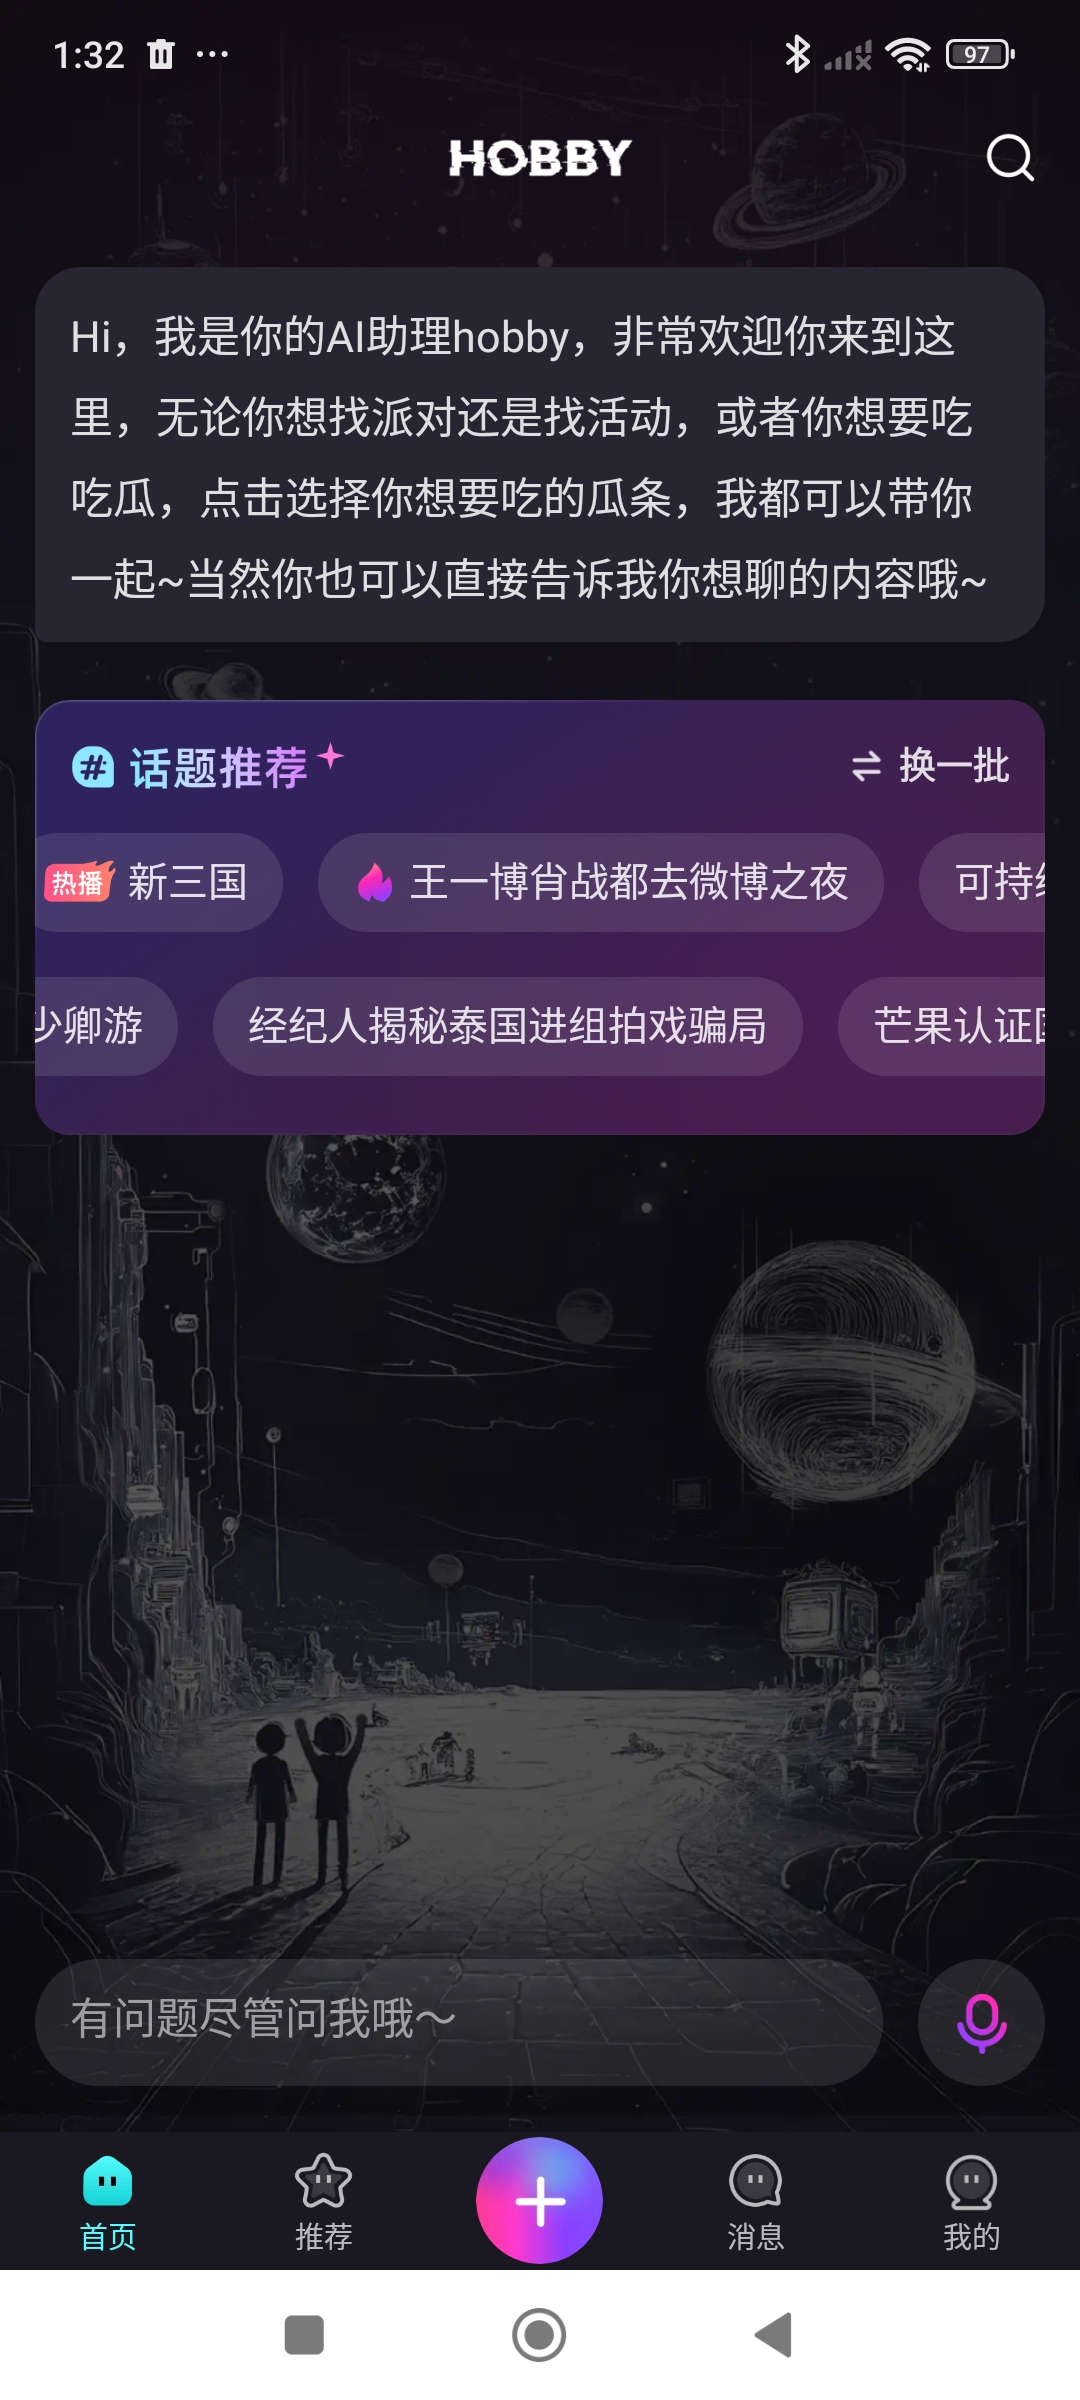 1:32
97
HOBBY
Hi，我是你的AI助理hobby，非常欢迎你来到这
里，无论你想找派对还是找活动，或者你想要吃
吃瓜，点击选择你想要吃的瓜条，我都可以带你
一起~当然你也可以直接告诉我你想聊的内容哦~
话题推荐
换一批
热播 新三国
王一博肖战都去微博之夜
可持
少卿游
经纪人揭秘泰国进组拍戏骗局
芒果认证
有问题尽管问我哦～
首页
推荐
消息
我的